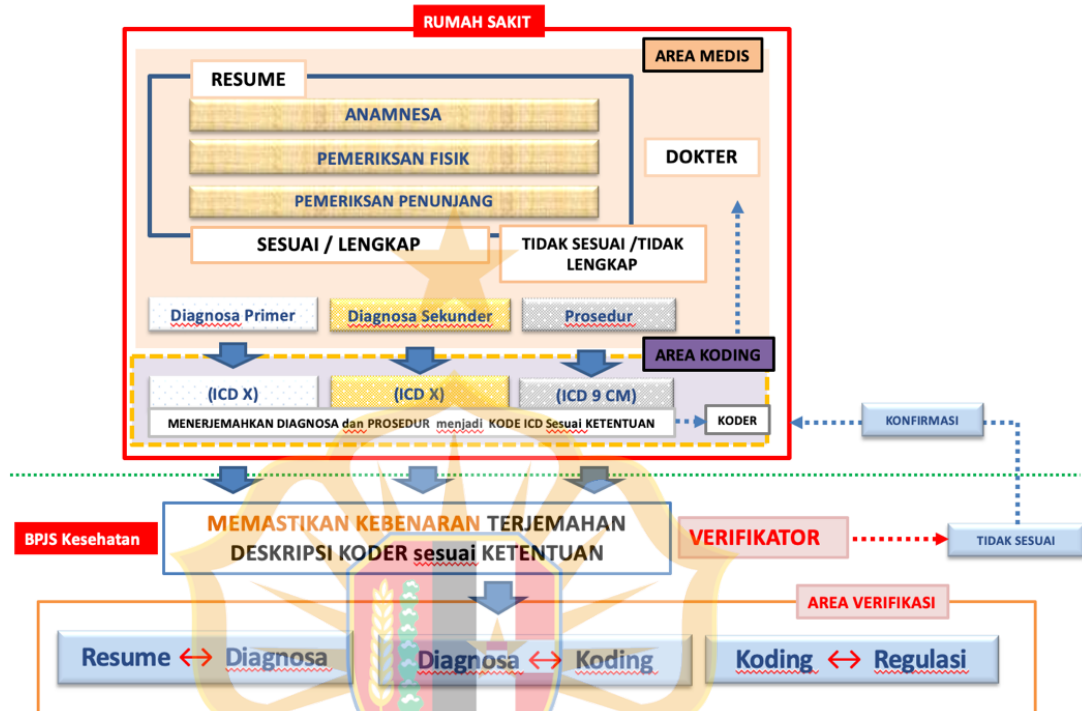 RUMAH SAKIT
AREA MEDIS
RESUME
ANAMNESA
PEMERIKSAN FISIK
DOKTER
PEMERIKSAN PENUNJANG
SESUAI / LENGKAP
TIDAK SESUAI /TIDAK
LENGKAP
Diagnosa Primer
Diagnosa Sekunder
Prosedur
AREA KODING
(ICD X)
(ICD X)
(ICD 9 CM)
MENERJEMAHKAN DIAGNOSA dan PROSEDUR menjadi KODE ICD Sesuai KETENTUAN
KODER
KONFIRMASI
BPJS Kesehatan
MEMASTIKAN KEBENARAN TERJEMAHAN
DESKRIPSI KODER sesuai KETENTUAN
VERIFIKATOR
TIDAK SESUAI
AREA VERIFIKASI
Resume ↔ Diagnosa
Diagnosa ↔ Koding
Koding ↔ Regulasi